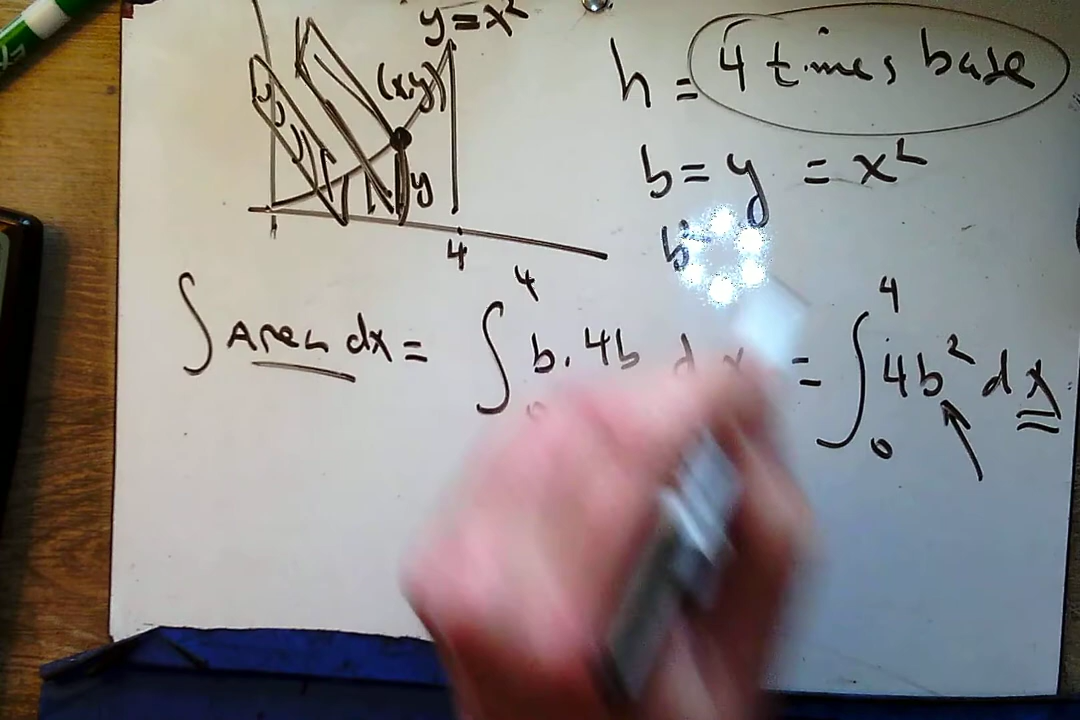 y = x²
(x,y)
y
4
h = 4 times base
b = y = x²
b
∫ Area dx = ∫₀⁴ b · 4b dx = ∫₀⁴ 4b² dx